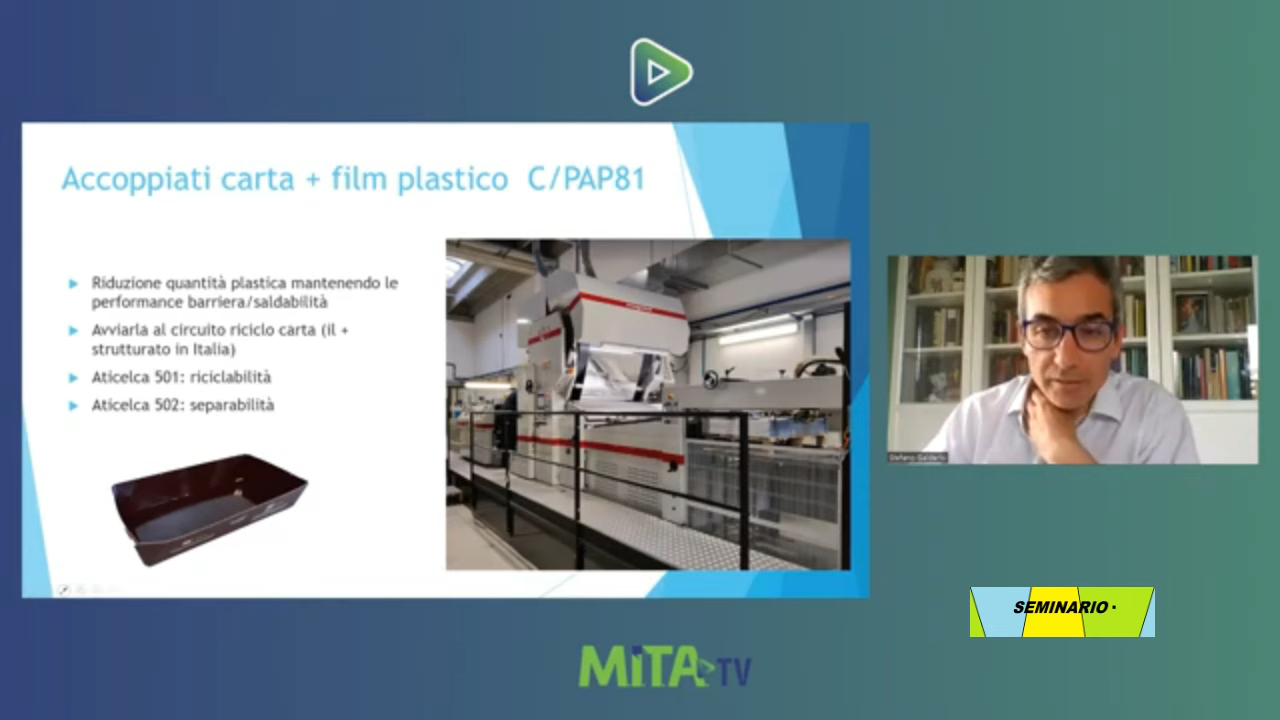 Accoppiati carta + film plastico C/PAP81
Riduzione quantità plastica mantenendo le
performance barriera/saldabilità
Avviarla al circuito riciclo carta (il +
strutturato in Italia)
Aticelca 501: riciclabilità
Aticelca 502: separabilità
SEMINARIO ·
MiTA TV